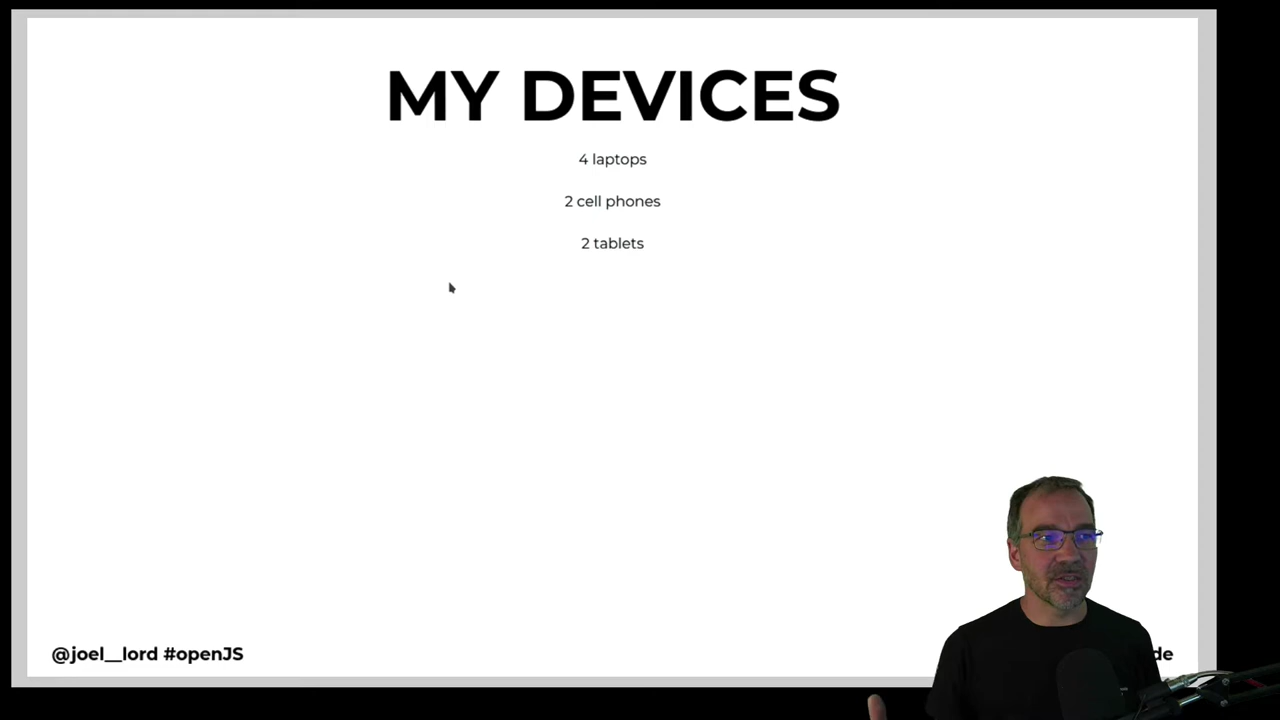 MY DEVICES
4 laptops
2 cell phones
2 tablets
@joel__lord #openJS